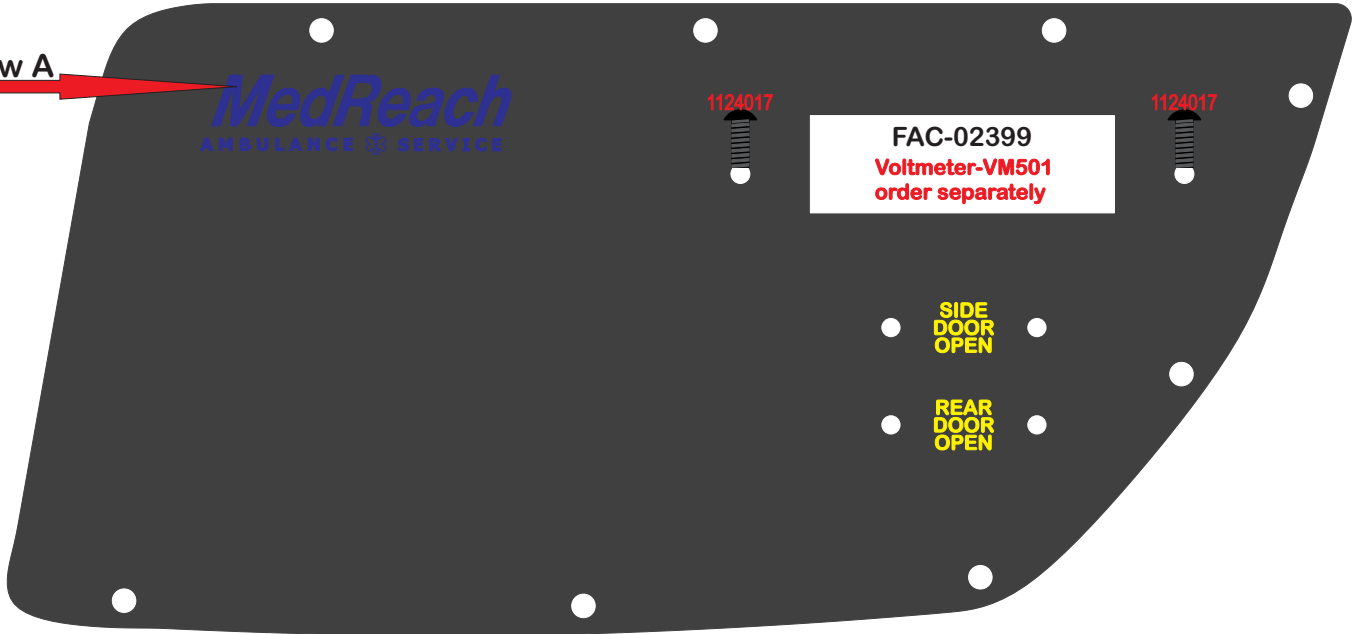 w A
MedReach
AMBULANCE SERVICE
1124017
1124017
FAC-02399
Voltmeter-VM501
order separately
SIDE
DOOR
OPEN
REAR
DOOR
OPEN